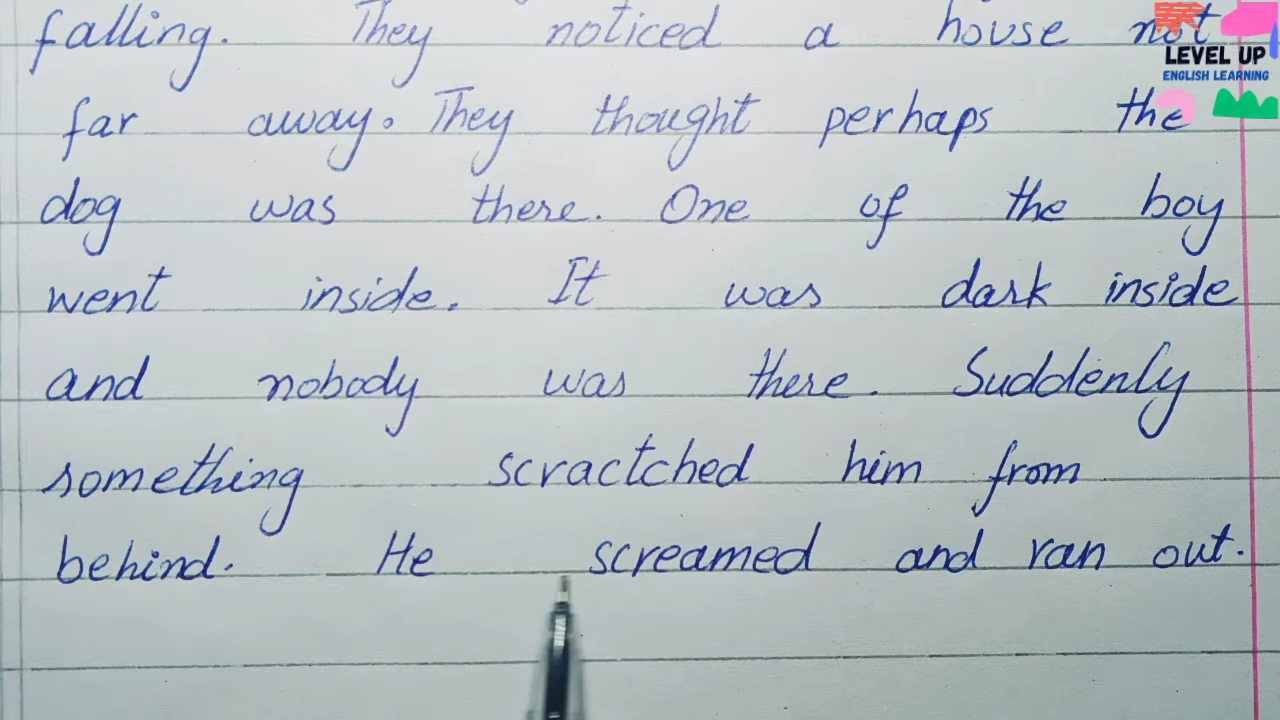 falling. They noticed a house not
LEVEL UP
ENGLISH LEARNING
far away. They thought perhaps the
dog was there. One of the boy
went inside. It was dark inside
and nobody was there. Suddenly
something scractched him from
behind. He screamed and ran out.